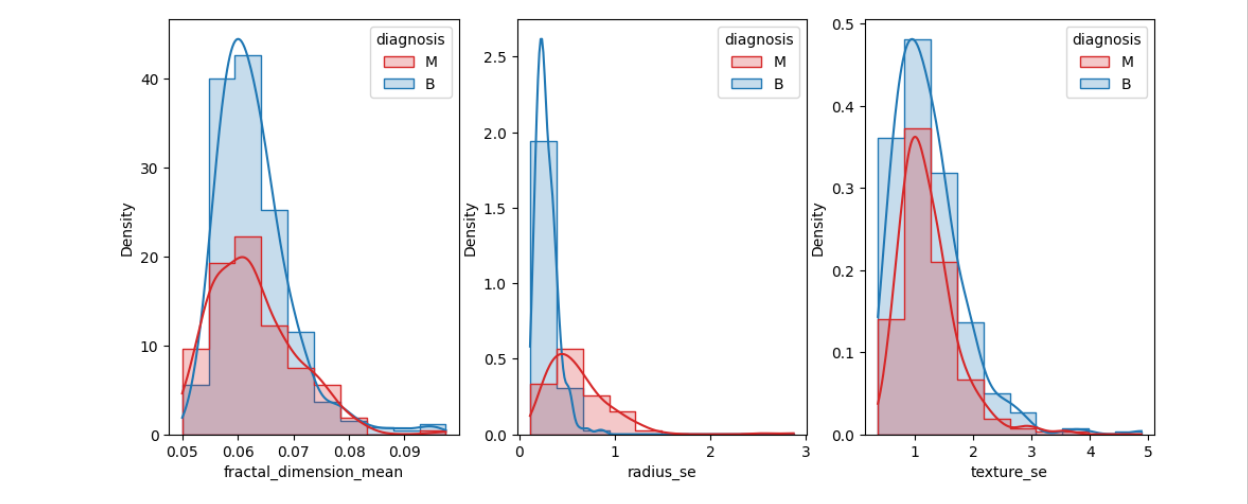 diagnosis
M
B
Density
40
30
20
10
0
0.05
0.06
0.07
0.08
0.09
fractal_dimension_mean
diagnosis
M
B
Density
2.5
2.0
1.5
1.0
0.5
0.0
0
1
2
3
radius_se
diagnosis
M
B
Density
0.5
0.4
0.3
0.2
0.1
0.0
1
2
3
4
5
texture_se